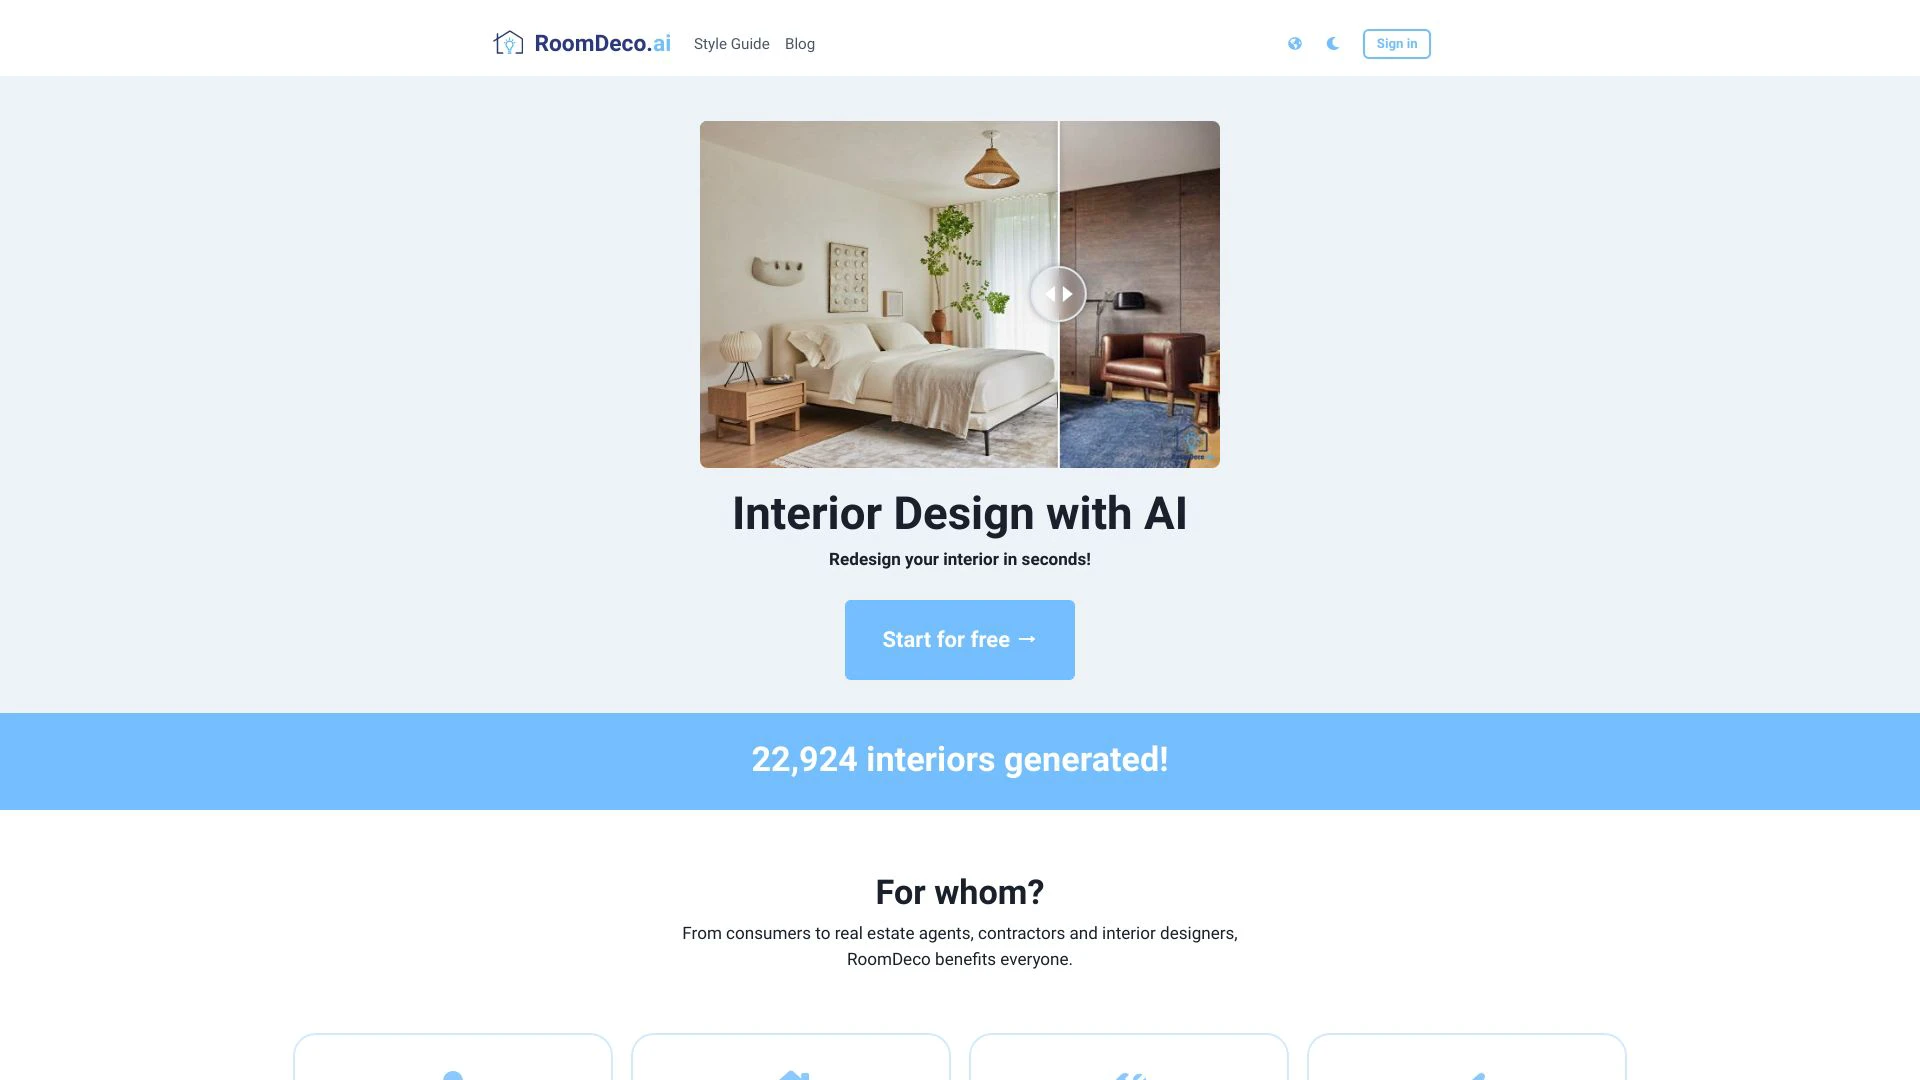 RoomDeco.ai
Style Guide
Blog
Sign in
Interior Design with AI
Redesign your interior in seconds!
Start for free →
22,924 interiors generated!
For whom?
From consumers to real estate agents, contractors and interior designers,
RoomDeco benefits everyone.